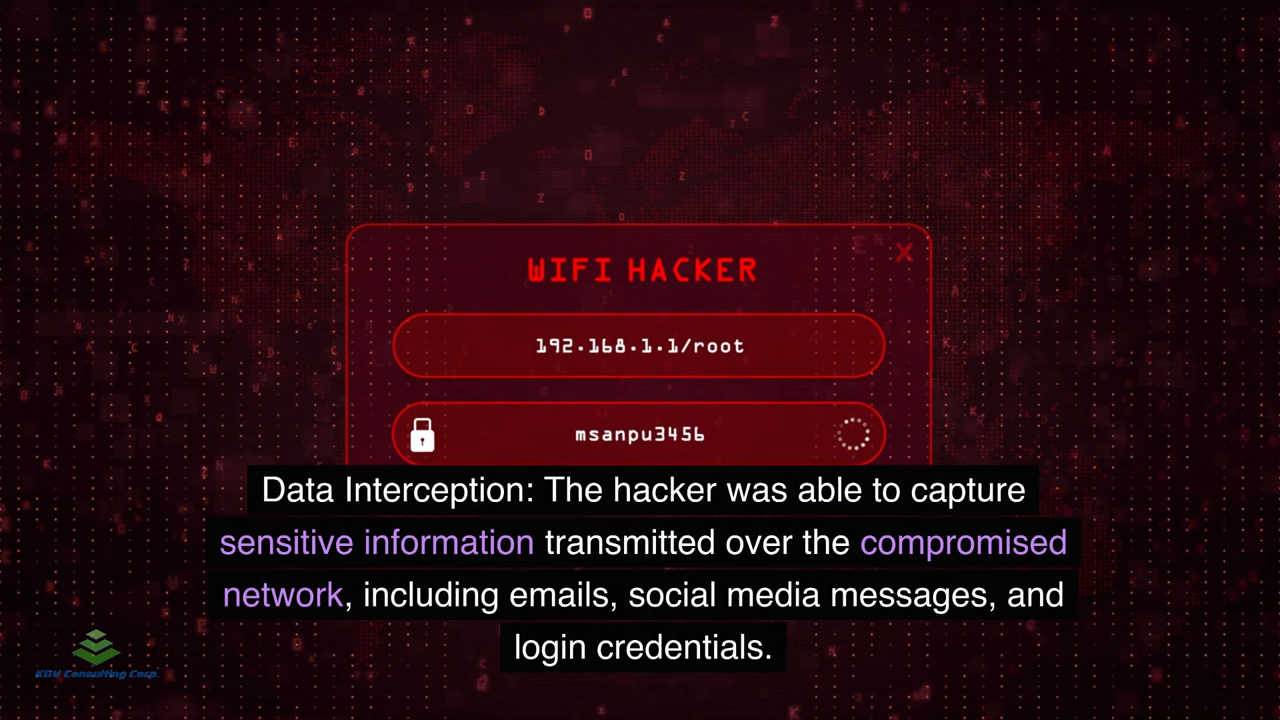 WIFI HACKER
X
192.168.1.1/root
msanpu3456
Data Interception: The hacker was able to capture
sensitive information transmitted over the compromised
network, including emails, social media messages, and
login credentials.
KGV Consulting Corp.